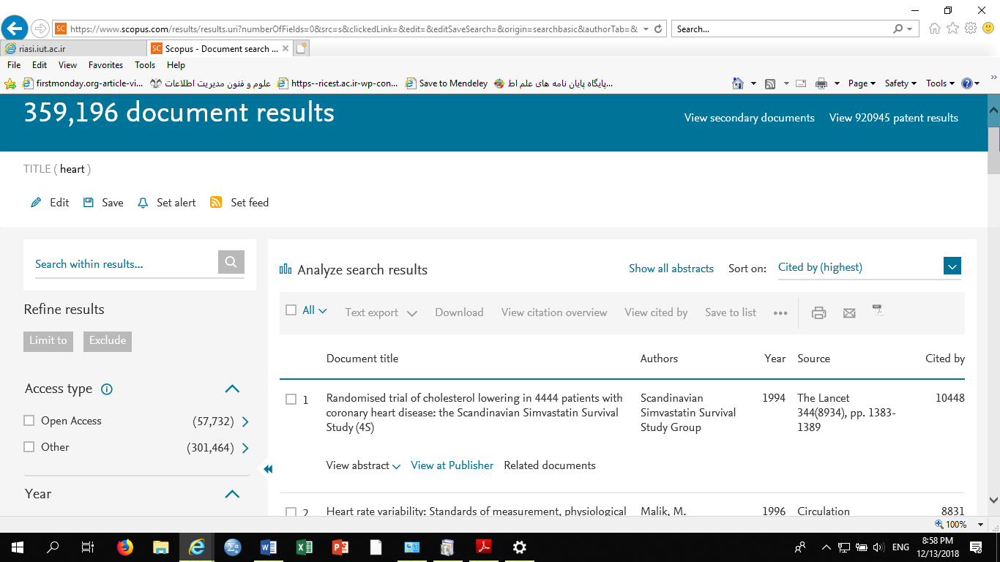 https://www.scopus.com/results/results.uri?numberOfFields=0&src=s&clickedLink=&edit=&editSaveSearch=&origin=searchbasic&authorTab=&
Search...
riasi.iut.ac.ir
SC Scopus - Document search ...
File Edit View Favorites Tools Help
firstmonday.org-article-vi... علوم و فنون مدیریت اطلاعات https--ricest.ac.ir-wp-con... Save to Mendeley پایگاه پایان نامه های علم اط...
Page Safety Tools
359,196 document results
View secondary documents View 920945 patent results
TITLE ( heart )
Edit Save Set alert Set feed
Search within results...
Analyze search results Show all abstracts Sort on: Cited by (highest)
Refine results
All Text export Download View citation overview View cited by Save to list
Limit to Exclude
Document title Authors Year Source Cited by
Access type
1 Randomised trial of cholesterol lowering in 4444 patients with
coronary heart disease: the Scandinavian Simvastatin Survival
Study (4S)
Scandinavian
Simvastatin Survival
Study Group
1994
The Lancet
344(8934), pp. 1383-
1389
10448
Open Access (57,732)
Other (301,464)
View abstract View at Publisher Related documents
Year
2 Heart rate variability: Standards of measurement, physiological Malik, M. 1996 Circulation 8831
100%
ENG
8:58 PM
12/13/2018